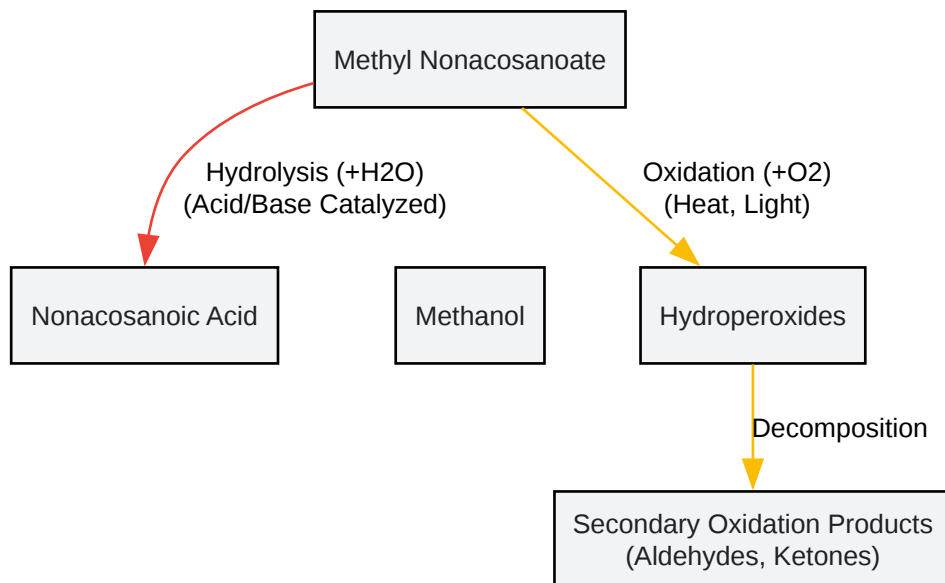 Methyl Nonacosanoate
Hydrolysis (+H2O)
(Acid/Base Catalyzed)
Oxidation (+O2)
(Heat, Light)
Nonacosanoic Acid
Methanol
Hydroperoxides
Decomposition
Secondary Oxidation Products
(Aldehydes, Ketones)